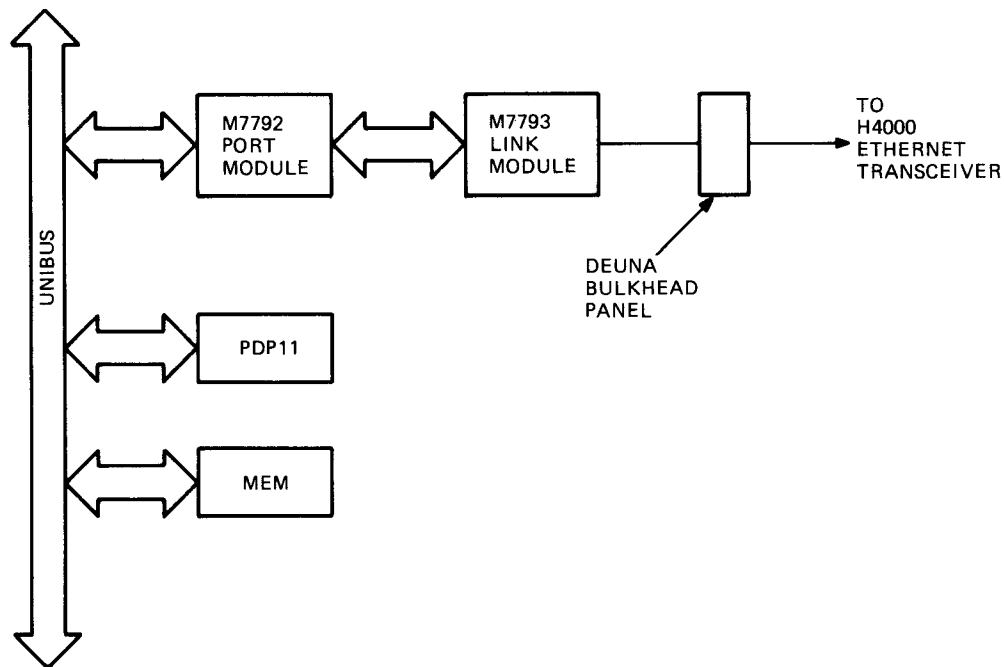 UNIBUS
M7792
PORT
MODULE
M7793
LINK
MODULE
TO
H4000
ETHERNET
TRANSCEIVER
DEUNA
BULKHEAD
PANEL
PDP11
MEM